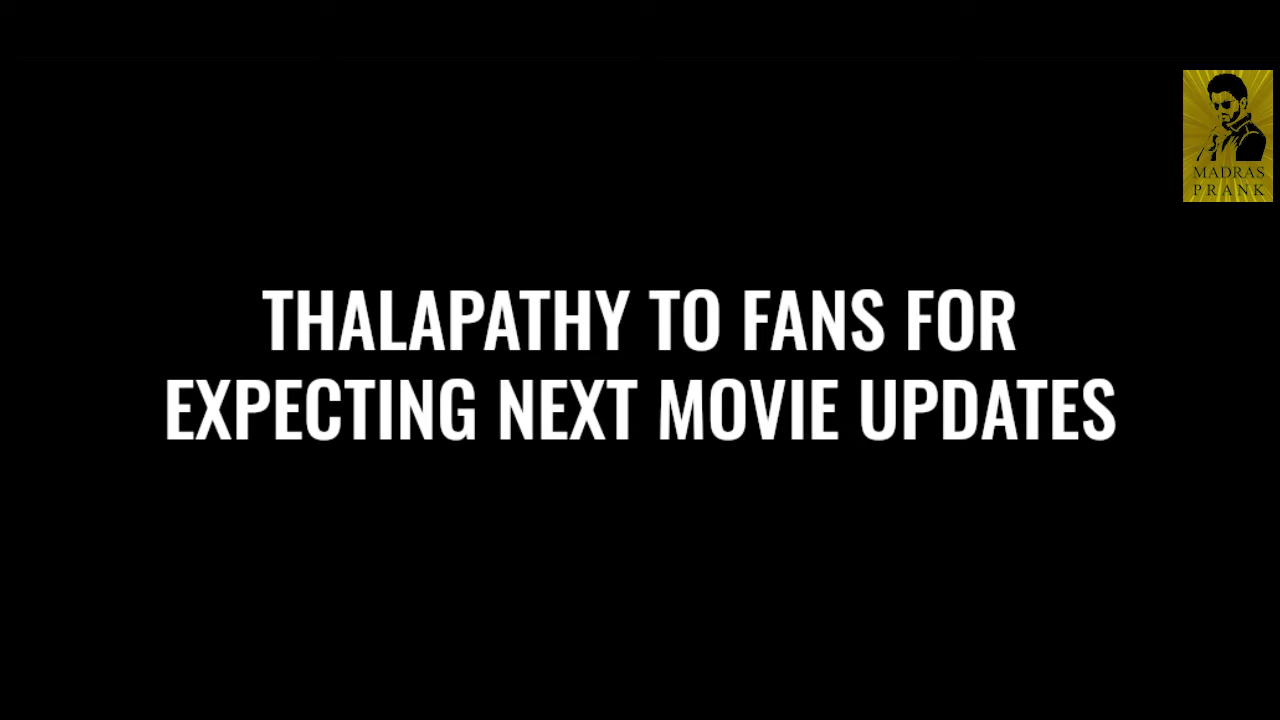 MADRAS
PRANK
THALAPATHY TO FANS FOR
EXPECTING NEXT MOVIE UPDATES